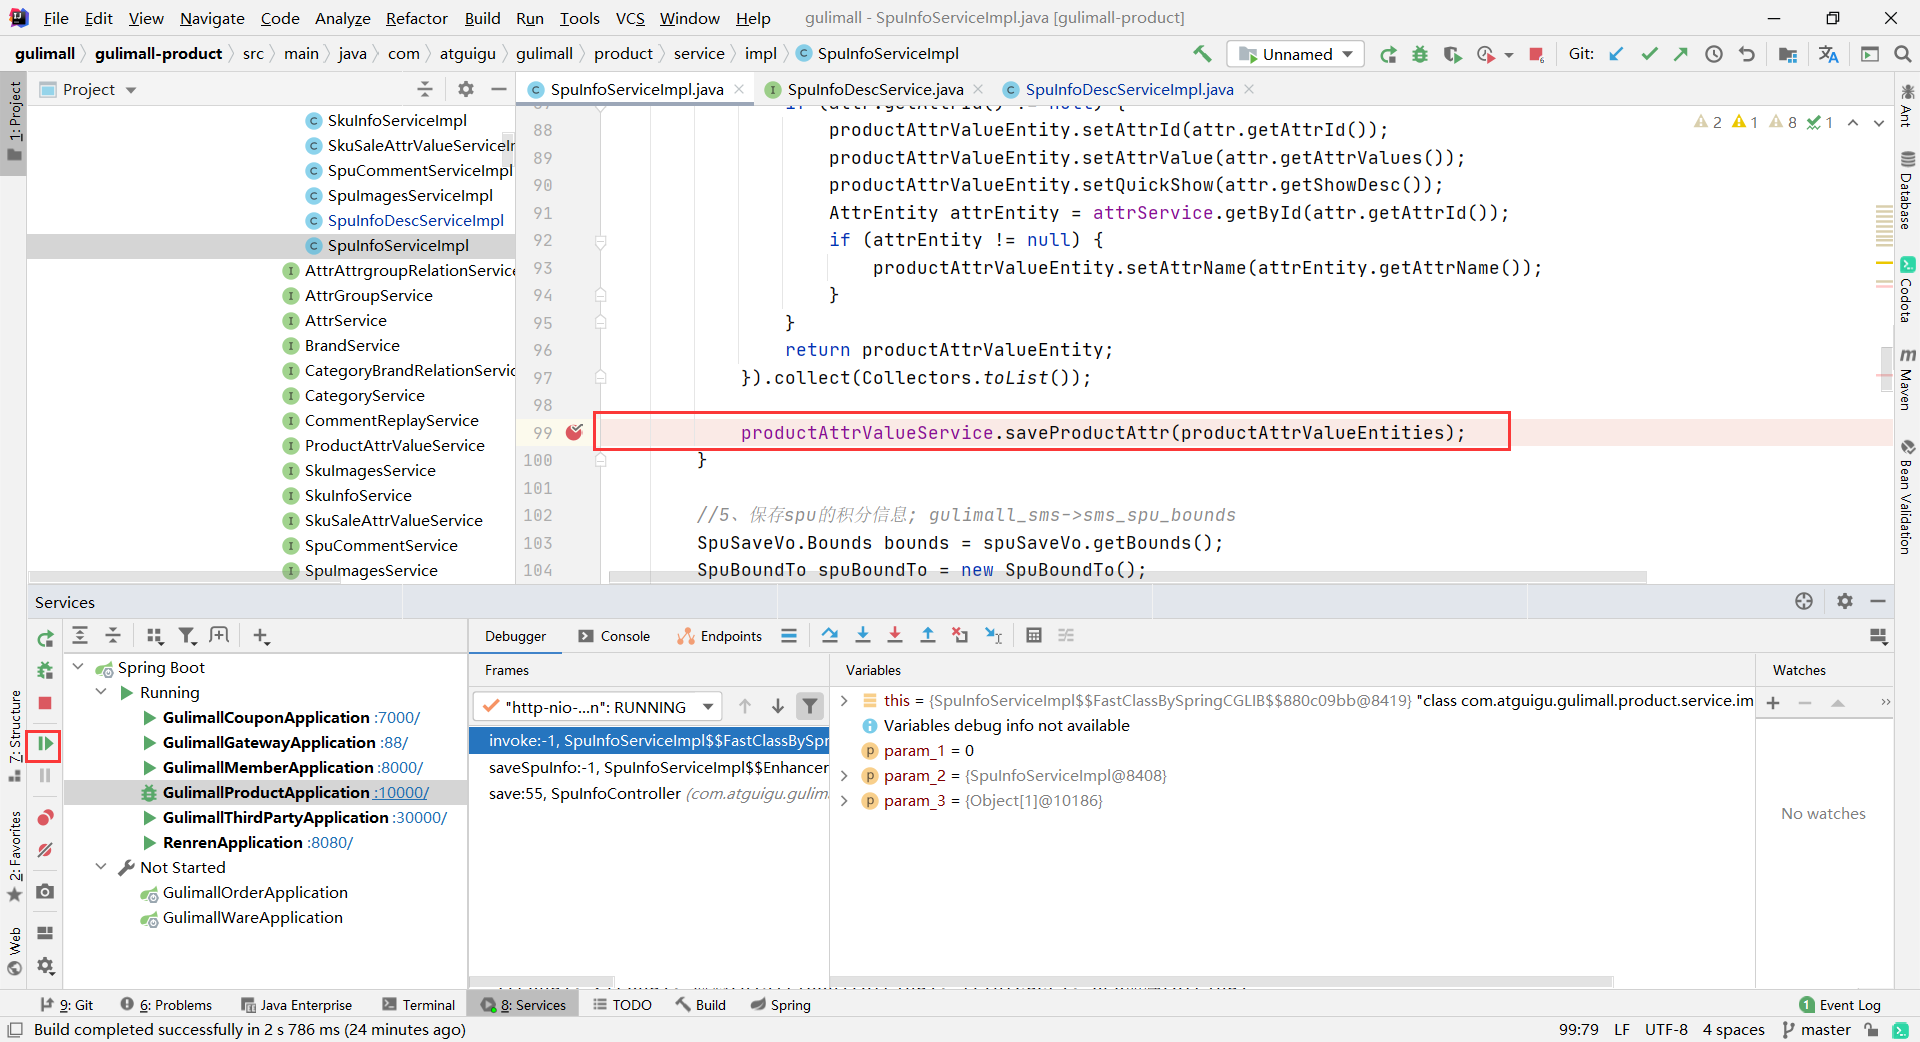 File Edit View Navigate Code Analyze Refactor Build Run Tools VCS Window Help gulimall - SpuInfoServiceImpl.java [gulimall-product]
gulimall gulimall-product src main java com atguigu gulimall product service impl SpuInfoServiceImpl Unnamed Git:
1: Project
Project
SpuInfoServiceImpl.java SpuInfoDescService.java SpuInfoDescServiceImpl.java
SkuInfoServiceImpl
SkuSaleAttrValueServiceIm
SpuCommentServiceImpl
SpuImagesServiceImpl
SpuInfoDescServiceImpl
SpuInfoServiceImpl
AttrAttrgroupRelationService
AttrGroupService
AttrService
BrandService
CategoryBrandRelationServic
CategoryService
CommentReplayService
ProductAttrValueService
SkuImagesService
SkuInfoService
SkuSaleAttrValueService
SpuCommentService
SpuImagesService
2 1 8 1
87 if (attr.getAttrId() != null) {
88 productAttrValueEntity.setAttrId(attr.getAttrId());
89 productAttrValueEntity.setAttrValue(attr.getAttrValues());
90 productAttrValueEntity.setQuickShow(attr.getShowDesc());
91 AttrEntity attrEntity = attrService.getById(attr.getAttrId());
92 if (attrEntity != null) {
93 productAttrValueEntity.setAttrName(attrEntity.getAttrName());
94 }
95 }
96 return productAttrValueEntity;
97 }).collect(Collectors.toList());
98
99 productAttrValueService.saveProductAttr(productAttrValueEntities);
100 }
101
102 //5、保存spu的积分信息; gulimall_sms->sms_spu_bounds
103 SpuSaveVo.Bounds bounds = spuSaveVo.getBounds();
104 SpuBoundTo spuBoundTo = new SpuBoundTo();
Ant
Database
Codota
Maven
Bean Validation
Services
7: Structure
2: Favorites
Web
Spring Boot
Running
GulimallCouponApplication :7000/
GulimallGatewayApplication :88/
GulimallMemberApplication :8000/
GulimallProductApplication :10000/
GulimallThirdPartyApplication :30000/
RenrenApplication :8080/
Not Started
GulimallOrderApplication
GulimallWareApplication
Debugger Console Endpoints
Frames
"http-nio-...n": RUNNING
invoke:-1, SpuInfoServiceImpl$$FastClassBySpr
saveSpuInfo:-1, SpuInfoServiceImpl$$Enhancer
save:55, SpuInfoController (com.atguigu.gulima
Variables
this = {SpuInfoServiceImpl$$FastClassBySpringCGLIB$$880c09bb@8419} "class com.atguigu.gulimall.product.service.im
Variables debug info not available
param_1 = 0
param_2 = {SpuInfoServiceImpl@8408}
param_3 = {Object[1]@10186}
Watches
No watches
9: Git 6: Problems Java Enterprise Terminal 8: Services TODO Build Spring 1 Event Log
Build completed successfully in 2 s 786 ms (24 minutes ago) 99:79 LF UTF-8 4 spaces master